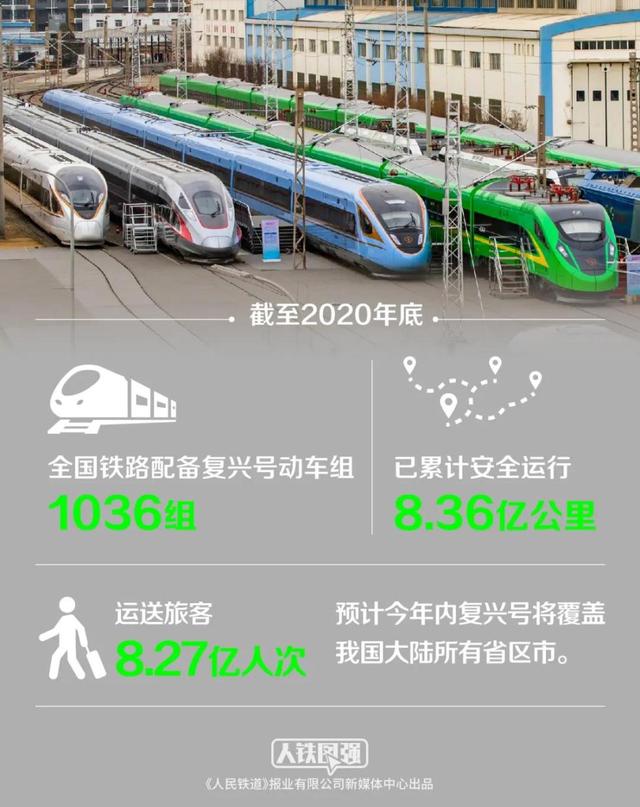 截至2020年底
全国铁路配备复兴号动车组
1036组
已累计安全运行
8.36亿公里
运送旅客
8.27亿人次
预计今年内复兴号将覆盖
我国大陆所有省区市。
人铁图强
《人民铁道》报业有限公司新媒体中心出品